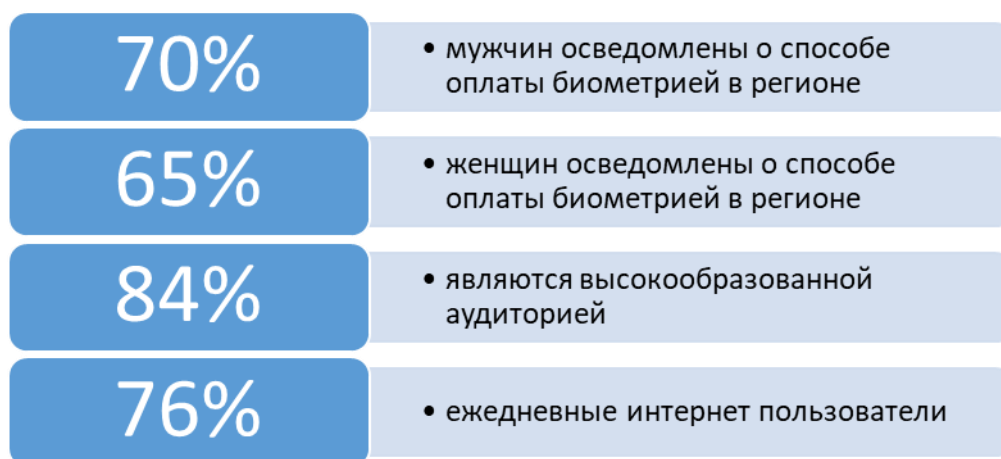 70%
• мужчин осведомлены о способе
оплаты биометрией в регионе
65%
• женщин осведомлены о способе
оплаты биометрией в регионе
84%
• являются высокообразованной
аудиторией
76%
• ежедневные интернет пользователи